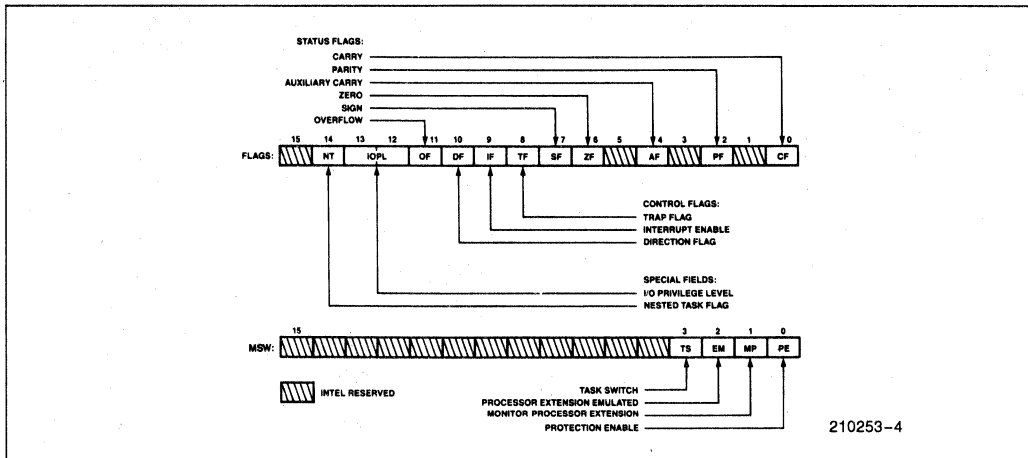 STATUS FLAGS:
CARRY
PARITY
AUXILIARY CARRY
ZERO
SIGN
OVERFLOW
15 14 13 12 11 10 9 8 7 6 5 4 3 2 1 0
FLAGS: NT IOPL OF DF IF TF SF ZF AF PF CF
CONTROL FLAGS:
TRAP FLAG
INTERRUPT ENABLE
DIRECTION FLAG
SPECIAL FIELDS:
I/O PRIVILEGE LEVEL
NESTED TASK FLAG
15 3 2 1 0
MSW: TS EM MP PE
INTEL RESERVED
TASK SWITCH
PROCESSOR EXTENSION EMULATED
MONITOR PROCESSOR EXTENSION
PROTECTION ENABLE
210253–4